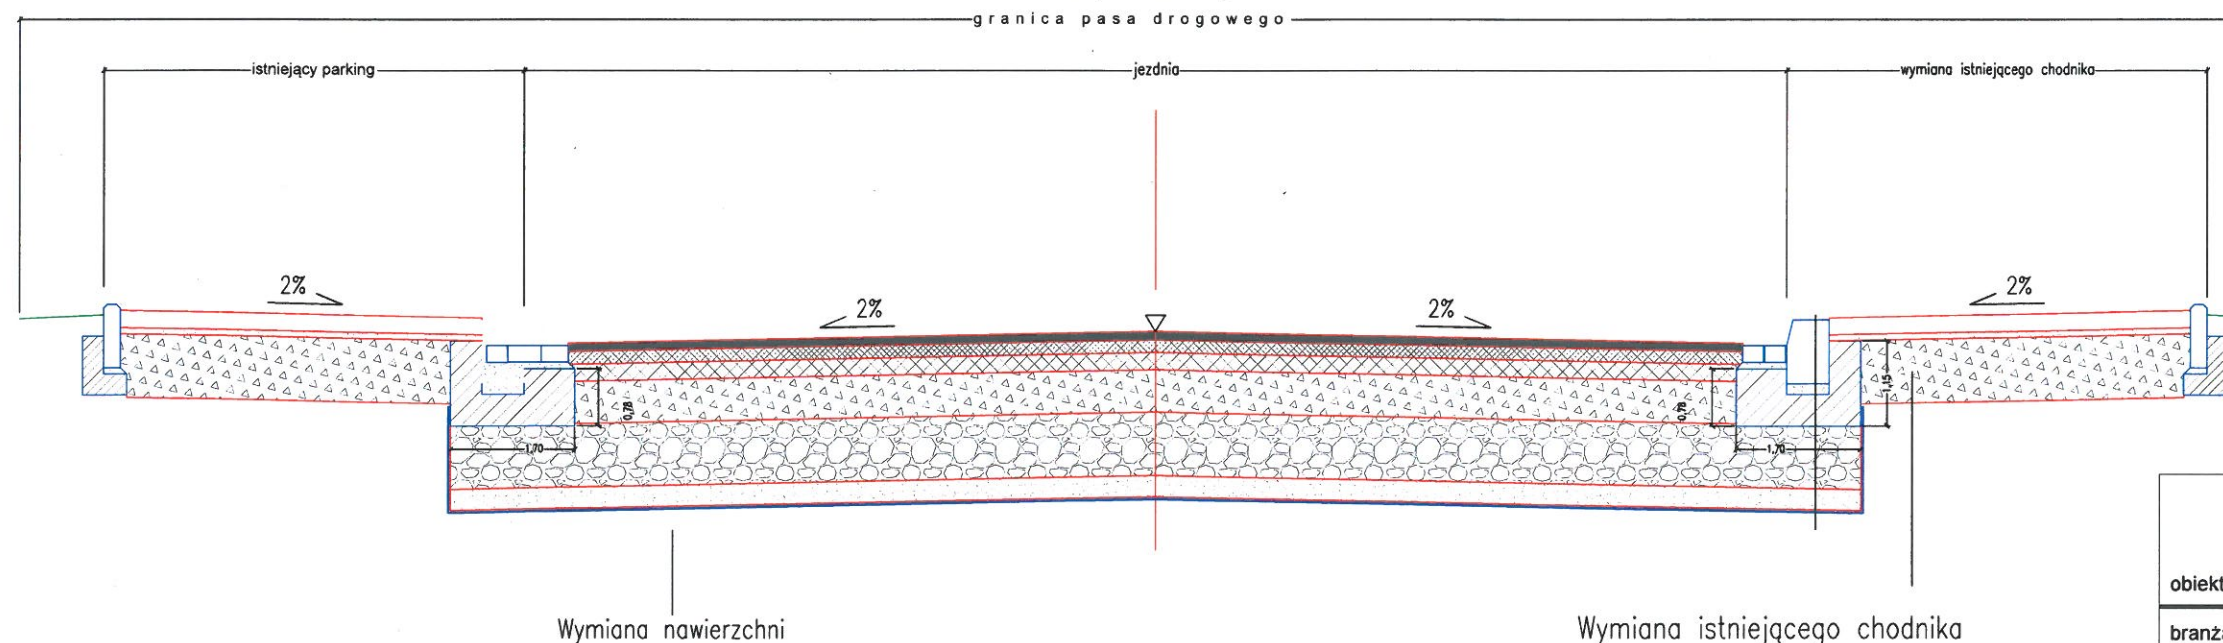 granica pasa drogowego
istniejący parking
jezdnia
wymiana istniejącego chodnika
2%
2%
2%
2%
0,78
0,78
1,15
1,70
1,70
obiekt
branż
Wymiana nawierzchni
Wymiana istniejącego chodnika